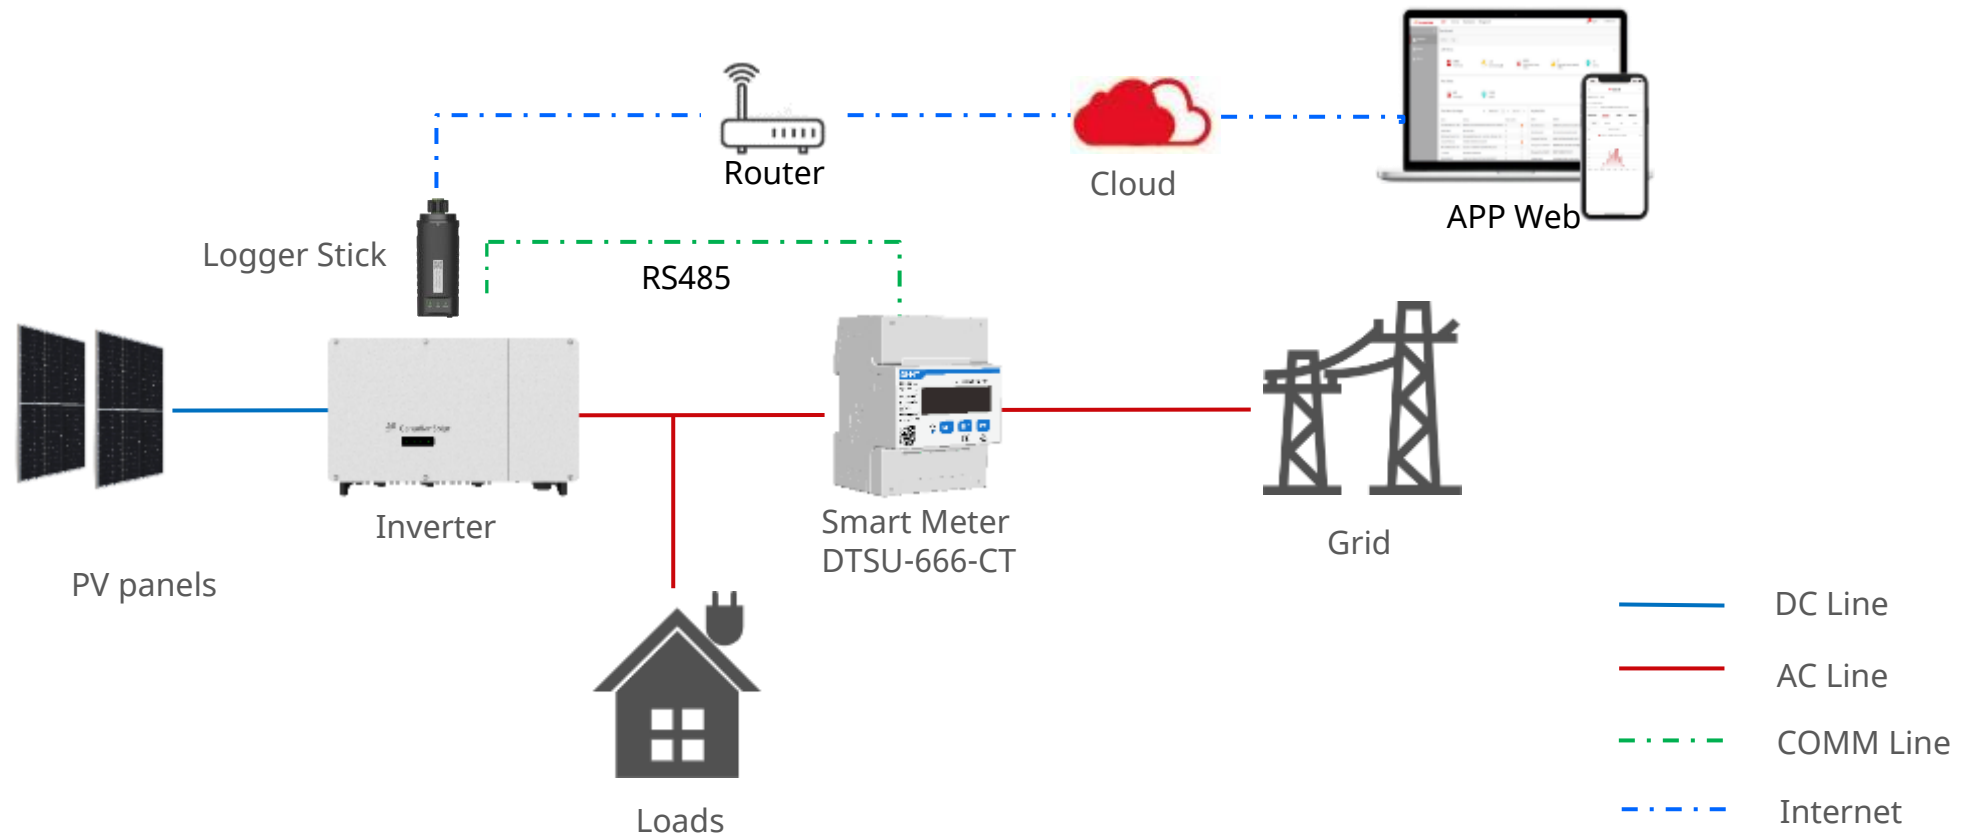 Router
Cloud
APP Web
Logger Stick
RS485
CanadianSolar
Inverter
Smart Meter
DTSU-666-CT
Grid
PV panels
DC Line
AC Line
COMM Line
Internet
Loads